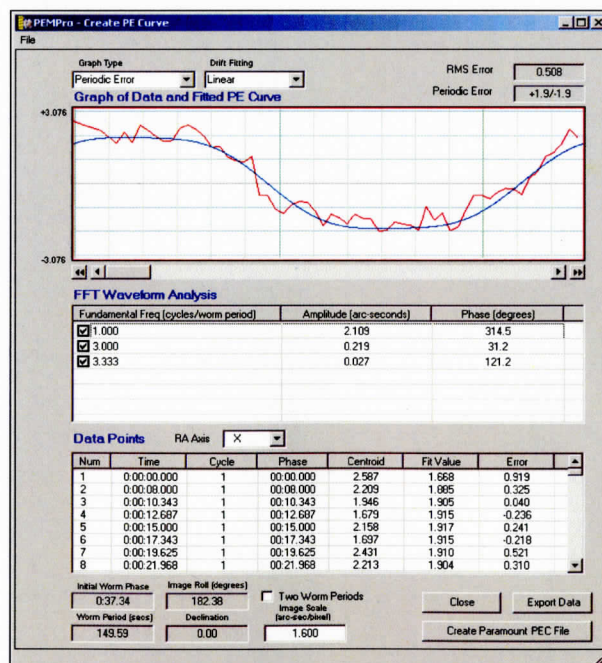 PEMPro - Create PE Curve
File
Graph Type Drift Fitting
Periodic Error Linear
RMS Error 0.508
Periodic Error +1.9/-1.9
Graph of Data and Fitted PE Curve
+3.076
-3.076
FFT Waveform Analysis
Fundamental Freq (cycles/worm period) Amplitude (arc-seconds) Phase (degrees)
1.000 2.109 314.5
3.000 0.219 31.2
3.333 0.027 121.2
Data Points RA Axis X
Num Time Cycle Phase Centroid Fit Value Error
1 0:00:00.000 1 00:00.000 2.587 1.668 0.919
2 0:00:08.000 1 00:08.000 2.209 1.885 0.325
3 0:00:10.343 1 00:10.343 1.946 1.905 0.040
4 0:00:12.687 1 00:12.687 1.679 1.915 -0.236
5 0:00:15.000 1 00:15.000 2.158 1.917 0.241
6 0:00:17.343 1 00:17.343 1.697 1.915 -0.218
7 0:00:19.625 1 00:19.625 2.431 1.910 0.521
8 0:00:21.968 1 00:21.968 2.213 1.904 0.310
Initial Worm Phase Image Roll (degrees)
0:37.34 182.38
Two Worm Periods
Worm Period (secs) Declination Image Scale (arc-sec/pixel)
149.59 0.00 1.600
Close Export Data
Create Paramount PEC File